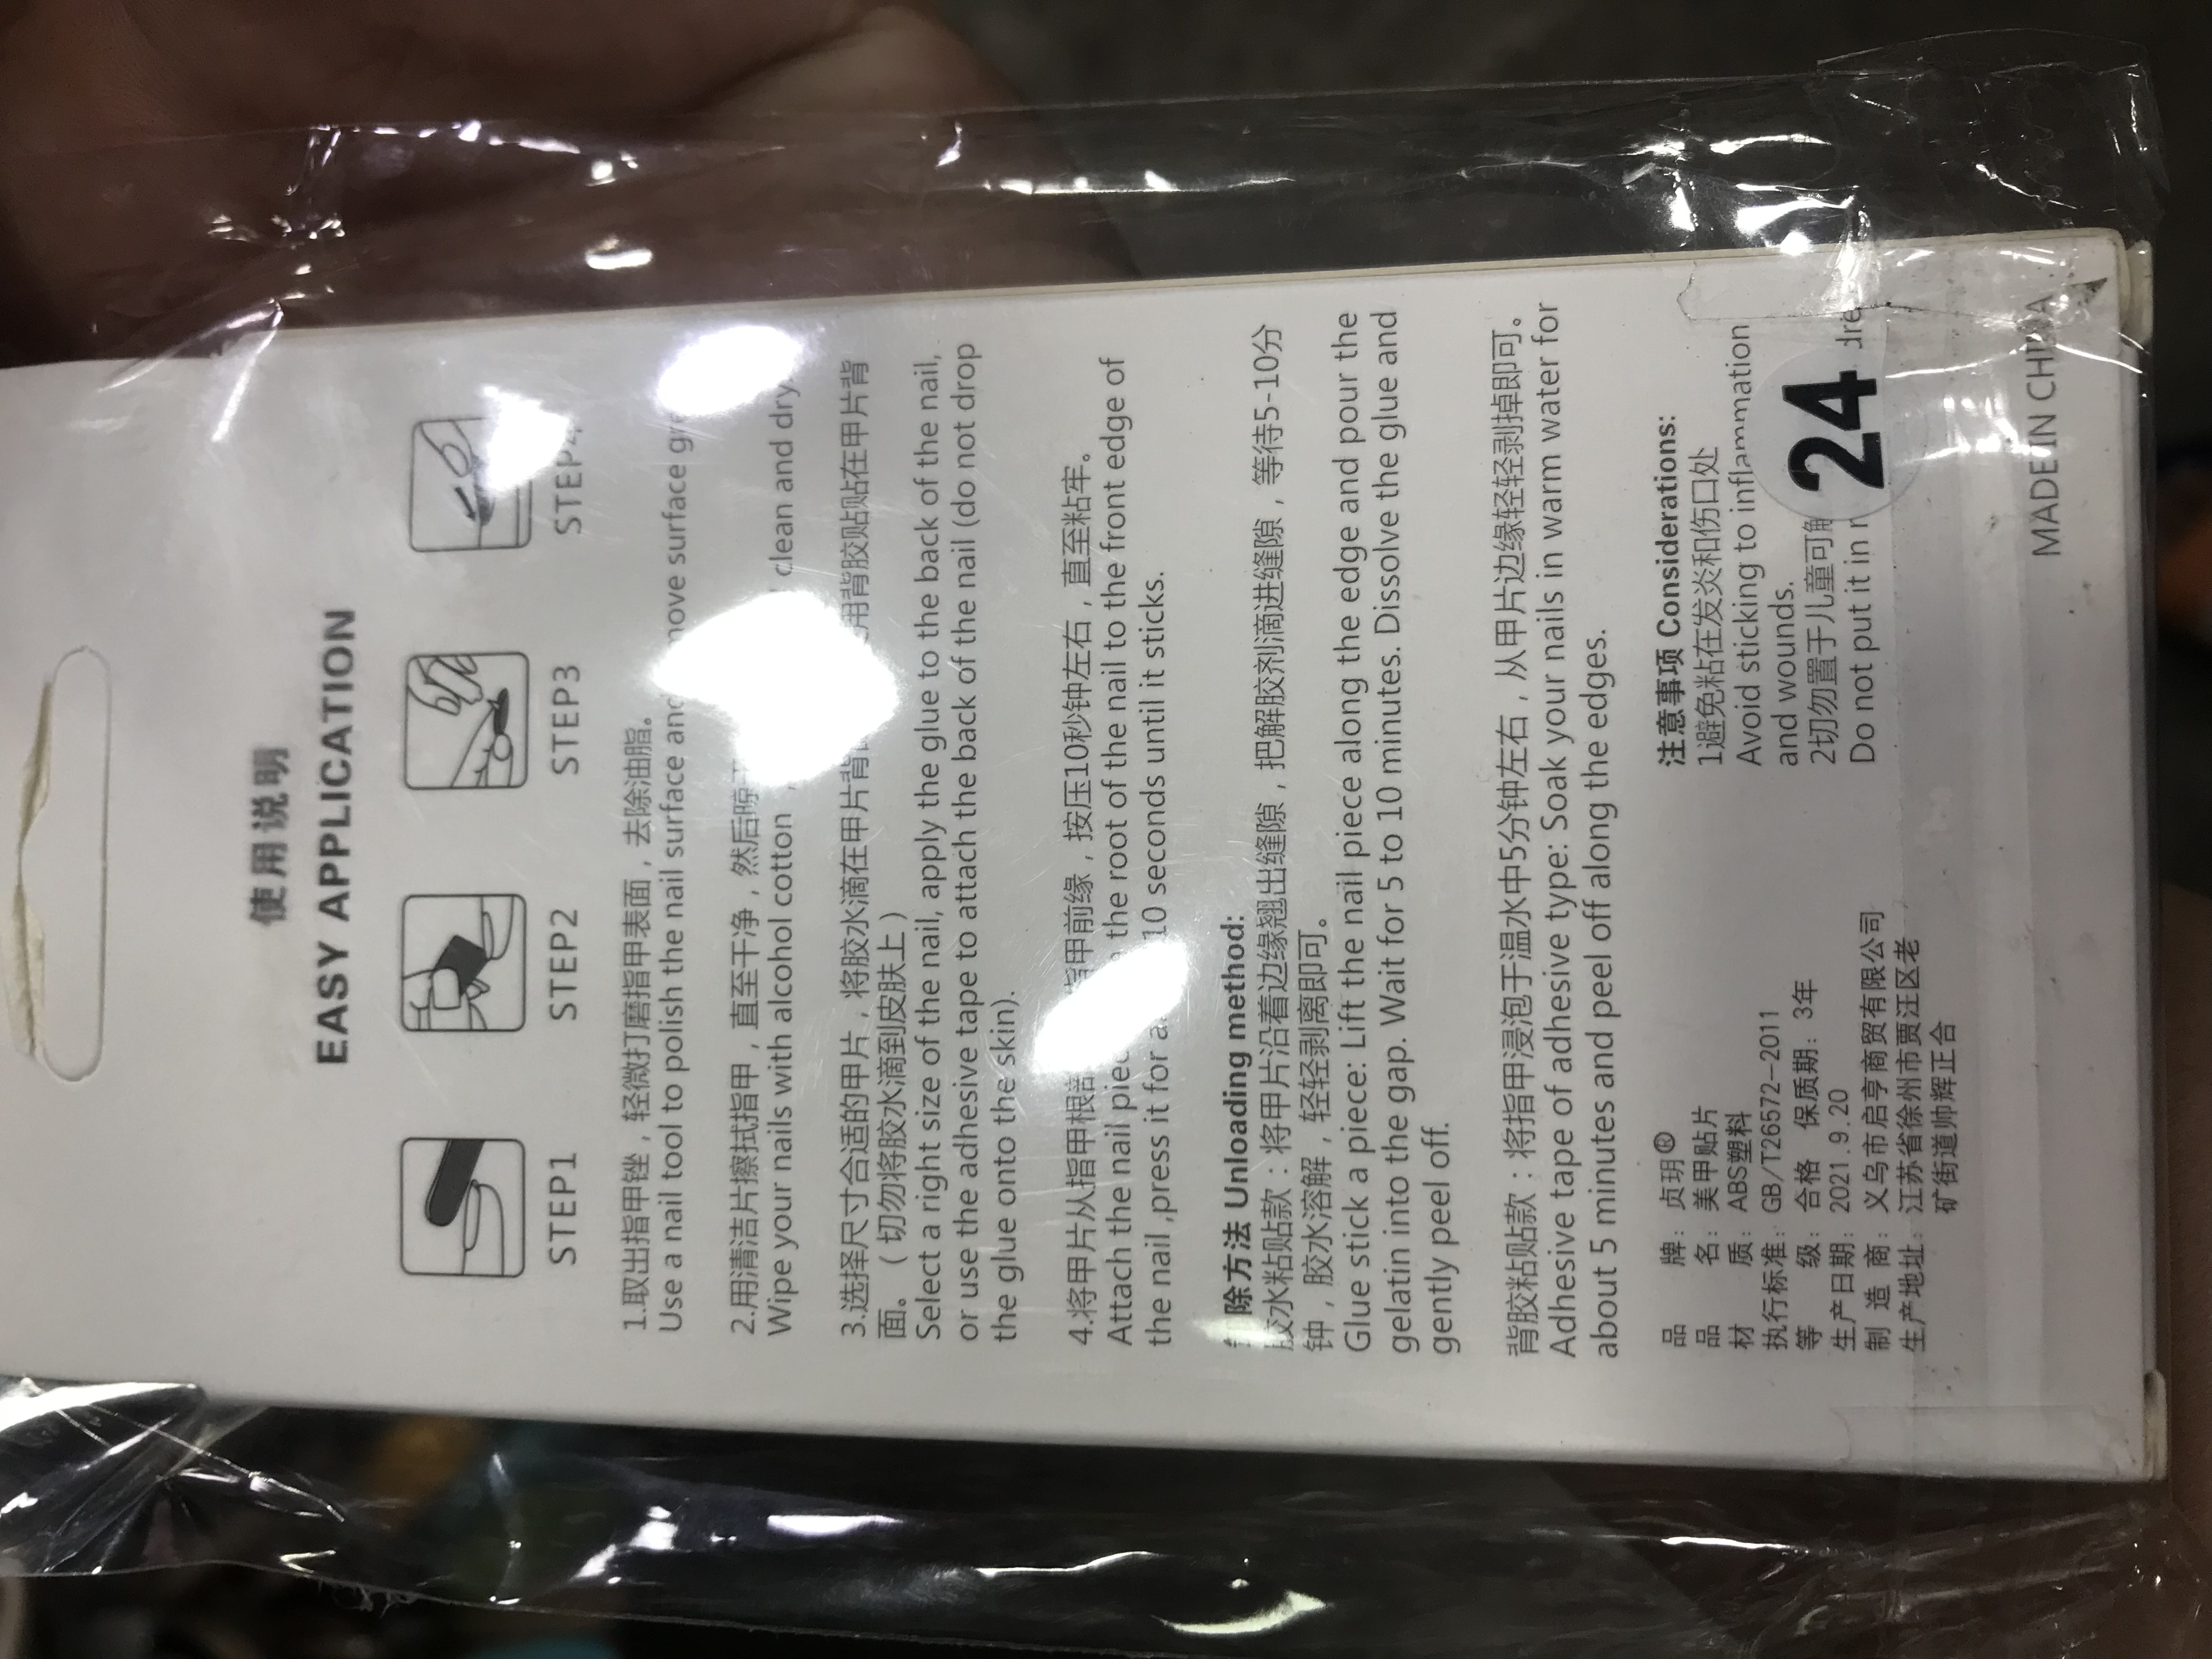 使用说明
EASY APPLICATION
STEP1 STEP2 STEP3 STEP4
1.取出指甲锉，轻微打磨指甲表面，去除油脂。
Use a nail tool to polish the nail surface and move surface
2.用清洁片擦拭指甲，直至干净，然后
Wipe your nails with alcohol cotton clean and dry
3.选择尺寸合适的甲片，将胶水滴在甲片背 用背胶贴贴在甲片背
面。（切勿将胶水滴到皮肤上）
Select a right size of the nail, apply the glue to the back of the nail,
or use the adhesive tape to attach the back of the nail (do not drop
the glue onto the skin).
4.将甲片从指甲根 指甲前缘，按压10秒钟左右，直至粘牢。
Attach the nail the root of the nail to the front edge of
the nail ,press it for 10 seconds until it sticks.
除方法 Unloading method:
胶水粘贴款：将甲片沿着边缘翘出缝隙，把解胶剂滴进缝隙，等待5-10分
钟，胶水溶解，轻轻剥离即可。
Glue stick a piece: Lift the nail piece along the edge and pour the
gelatin into the gap. Wait for 5 to 10 minutes. Dissolve the glue and
gently peel off.
背胶粘贴款：将指甲浸泡于温水中5分钟左右，从甲片边缘轻轻剥掉即可。
Adhesive tape of adhesive type: Soak your nails in warm water for
about 5 minutes and peel off along the edges.
品 牌：贞玥®
品 名：美甲贴片
材 质：ABS塑料
执行标准：GB/T26572-2011
等 级：合格 保质期：3年
生产日期：2021.9.20
制 造 商：义乌市启亨商贸有限公司
生产地址：江苏省徐州市贾汪区老
矿街道帅辉正合
注意事项 Considerations:
1避免粘在发炎和伤口处
Avoid sticking to inflammation
and wounds.
2切勿置于儿童可
Do not put it in
24
MADE IN CHINA